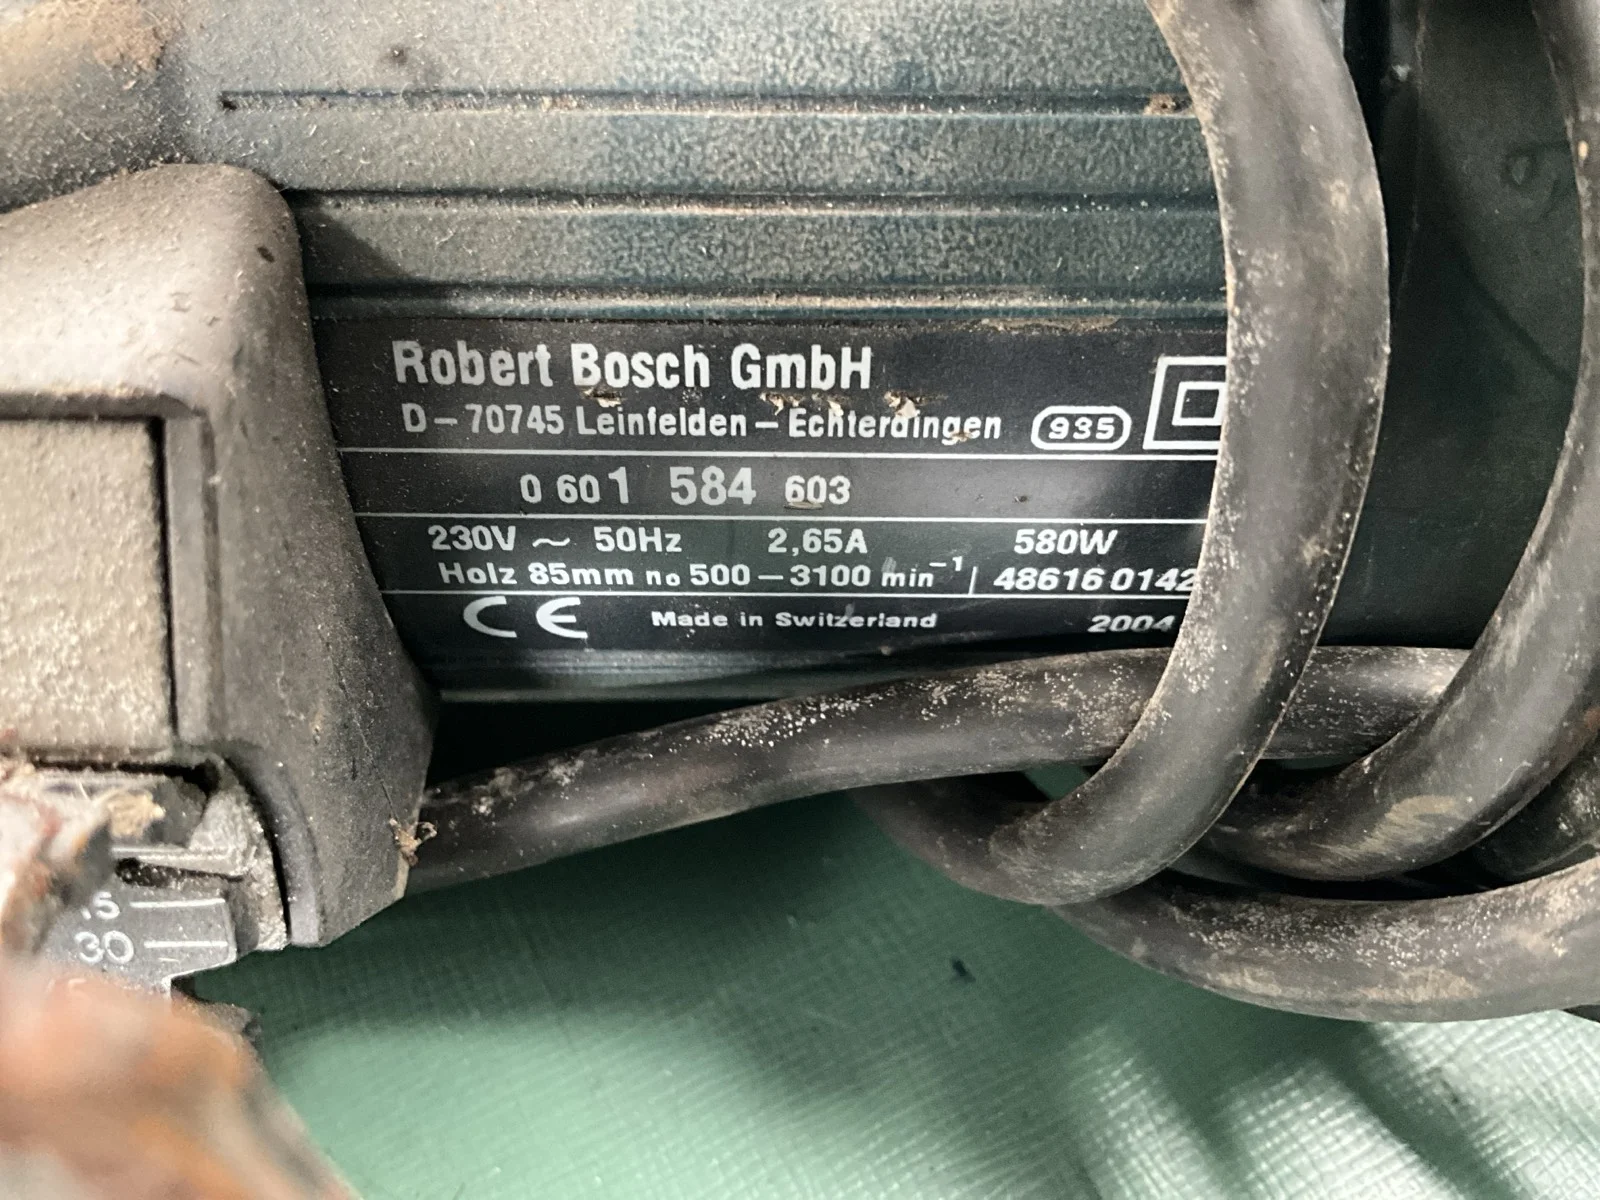 Robert Bosch GmbH
D-70745 Leinfelden-Echterdingen 935
0 601 584 603
230V ~ 50Hz 2,65A 580W
Holz 85mm no 500-3100 min⁻¹ | 48616 0142
CE Made in Switzerland 2004
30